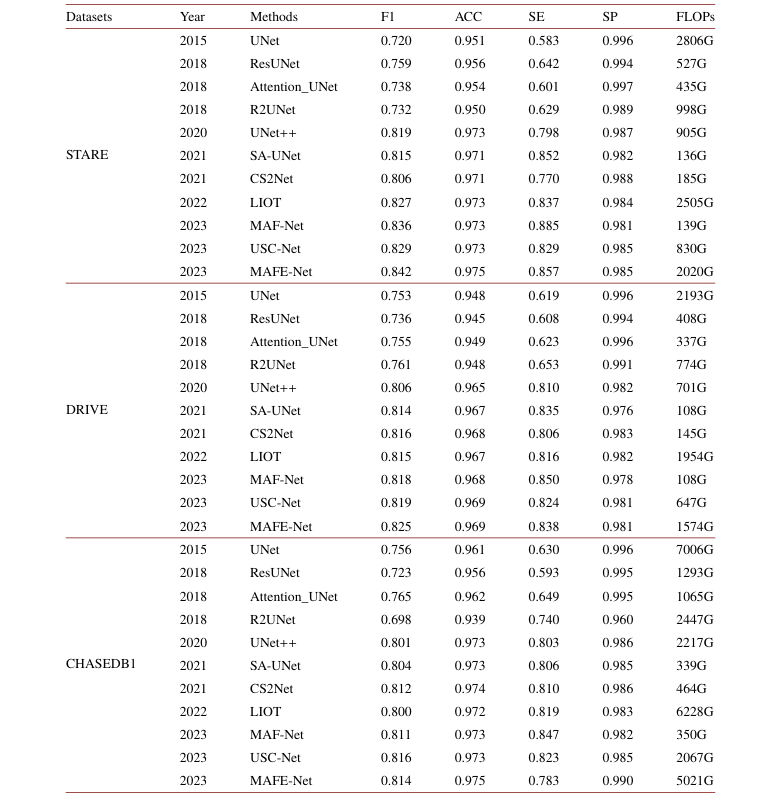 Datasets Year Methods F1 ACC SE SP FLOPs
2015 UNet 0.720 0.951 0.583 0.996 2806G
2018 ResUNet 0.759 0.956 0.642 0.994 527G
2018 Attention_UNet 0.738 0.954 0.601 0.997 435G
2018 R2UNet 0.732 0.950 0.629 0.989 998G
2020 UNet++ 0.819 0.973 0.798 0.987 905G
STARE 2021 SA-UNet 0.815 0.971 0.852 0.982 136G
2021 CS2Net 0.806 0.971 0.770 0.988 185G
2022 LIOT 0.827 0.973 0.837 0.984 2505G
2023 MAF-Net 0.836 0.973 0.885 0.981 139G
2023 USC-Net 0.829 0.973 0.829 0.985 830G
2023 MAFE-Net 0.842 0.975 0.857 0.985 2020G
2015 UNet 0.753 0.948 0.619 0.996 2193G
2018 ResUNet 0.736 0.945 0.608 0.994 408G
2018 Attention_UNet 0.755 0.949 0.623 0.996 337G
2018 R2UNet 0.761 0.948 0.653 0.991 774G
2020 UNet++ 0.806 0.965 0.810 0.982 701G
DRIVE 2021 SA-UNet 0.814 0.967 0.835 0.976 108G
2021 CS2Net 0.816 0.968 0.806 0.983 145G
2022 LIOT 0.815 0.967 0.816 0.982 1954G
2023 MAF-Net 0.818 0.968 0.850 0.978 108G
2023 USC-Net 0.819 0.969 0.824 0.981 647G
2023 MAFE-Net 0.825 0.969 0.838 0.981 1574G
2015 UNet 0.756 0.961 0.630 0.996 7006G
2018 ResUNet 0.723 0.956 0.593 0.995 1293G
2018 Attention_UNet 0.765 0.962 0.649 0.995 1065G
2018 R2UNet 0.698 0.939 0.740 0.960 2447G
2020 UNet++ 0.801 0.973 0.803 0.986 2217G
CHASEDB1 2021 SA-UNet 0.804 0.973 0.806 0.985 339G
2021 CS2Net 0.812 0.974 0.810 0.986 464G
2022 LIOT 0.800 0.972 0.819 0.983 6228G
2023 MAF-Net 0.811 0.973 0.847 0.982 350G
2023 USC-Net 0.816 0.973 0.823 0.985 2067G
2023 MAFE-Net 0.814 0.975 0.783 0.990 5021G